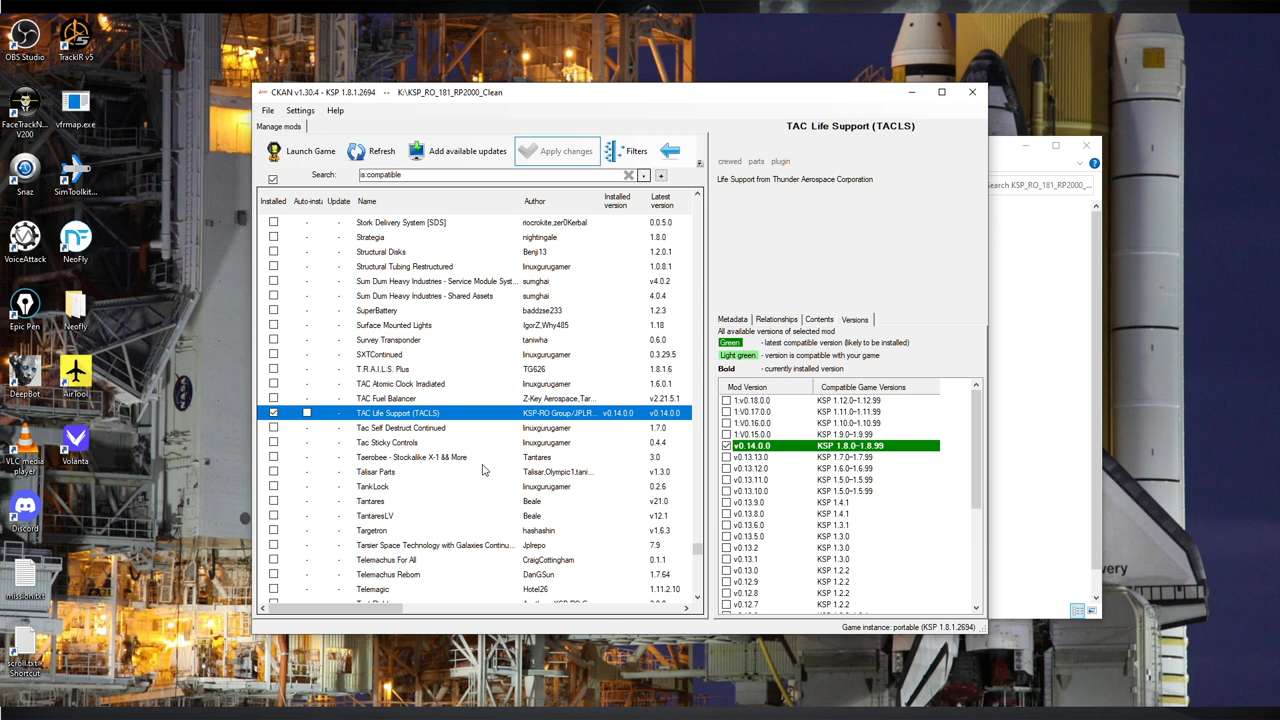 OBS Studio
TrackIR v5
FaceTrackN...
V200
vfrmap.exe
Snaz
SimToolkit...
VoiceAttack
NeoFly
Epic Pen
Neofly
DeepBot
AirTool
VLC media
player
Volanta
Discord
mission.txt
scroll.txt -
Shortcut
CKAN v1.30.4 - KSP 1.8.1.2694 -- K:\KSP_RO_181_RP2000_Clean
File Settings Help
Manage mods
Launch Game Refresh Add available updates Apply changes Filters
Search: is:compatible
Installed Auto-insta Update Name Author Installed version Latest version
- - Stork Delivery System [SDS] riocrokite,zer0Kerbal 0.0.5.0
- - Strategia nightingale 1.8.0
- - Structural Disks Benji13 1.2.0.1
- - Structural Tubing Restructured linuxgurugamer 1.0.8.1
- - Sum Dum Heavy Industries - Service Module Syst... sumghai v4.0.2
- - Sum Dum Heavy Industries - Shared Assets sumghai 4.0.4
- - SuperBattery baddzse233 1.2.3
- - Surface Mounted Lights IgorZ,Why485 1.18
- - Survey Transponder taniwha 0.6.0
- - SXTContinued linuxgurugamer 0.3.29.5
- - T.R.A.I.L.S. Plus TG626 1.8.1.6
- - TAC Atomic Clock Irradiated linuxgurugamer 1.6.0.1
- - TAC Fuel Balancer Z-Key Aerospace,Tar... v2.21.5.1
- TAC Life Support (TACLS) KSP-RO Group/JPLR... v0.14.0.0 v0.14.0.0
- - Tac Self Destruct Continued linuxgurugamer 1.7.0
- - Tac Sticky Controls linuxgurugamer 0.4.4
- - Taerobee - Stockalike X-1 && More Tantares 3.0
- - Talisar Parts Talisar,Olympic1,tani... v1.3.0
- - TankLock linuxgurugamer 0.2.6
- - Tantares Beale v21.0
- - TantaresLV Beale v12.1
- - Targetron hashashin v1.6.3
- - Tarsier Space Technology with Galaxies Continu... Jplrepo 7.9
- - Telemachus For All CraigCottingham 0.1.1
- - Telemachus Reborn DanGSun 1.7.64
- - Telemagic Hotel26 1.11.2.10
TAC Life Support (TACLS)
crewed parts plugin
Life Support from Thunder Aerospace Corporation
Metadata Relationships Contents Versions
All available versions of selected mod
Green - latest compatible version (likely to be installed)
Light green - version is compatible with your game
Bold - currently installed version
Mod Version Compatible Game Versions
1:v0.18.0.0 KSP 1.12.0-1.12.99
1:V0.17.0.0 KSP 1.11.0-1.11.99
1:V0.16.0.0 KSP 1.10.0-1.10.99
1:V0.15.0.0 KSP 1.9.0-1.9.99
v0.14.0.0 KSP 1.8.0-1.8.99
v0.13.13.0 KSP 1.7.0-1.7.99
v0.13.12.0 KSP 1.6.0-1.6.99
v0.13.11.0 KSP 1.5.0-1.5.99
v0.13.10.0 KSP 1.5.0-1.5.99
v0.13.9.0 KSP 1.4.1
v0.13.8.0 KSP 1.4.1
v0.13.6.0 KSP 1.3.1
v0.13.5.0 KSP 1.3.0
v0.13.2 KSP 1.3.0
v0.13.1 KSP 1.3.0
v0.13.0 KSP 1.2.2
v0.12.9 KSP 1.2.2
v0.12.8 KSP 1.2.2
v0.12.7 KSP 1.2.2
Game instance: portable (KSP 1.8.1.2694)
Search KSP_RO_181_RP2000_...
NASA
very